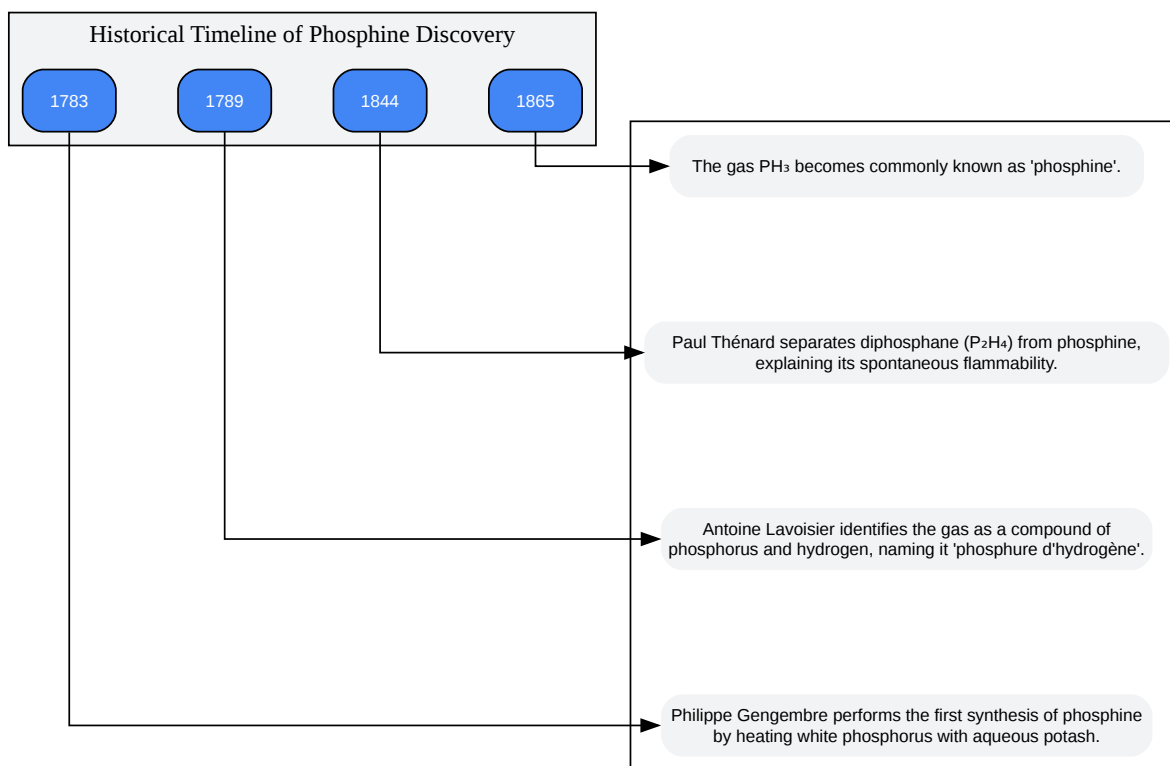 Historical Timeline of Phosphine Discovery
1783
1789
1844
1865
The gas PH₃ becomes commonly known as 'phosphine'.
Paul Thénard separates diphosphane (P₂H₄) from phosphine,
explaining its spontaneous flammability.
Antoine Lavoisier identifies the gas as a compound of
phosphorus and hydrogen, naming it 'phosphure d'hydrogène'.
Philippe Gengembre performs the first synthesis of phosphine
by heating white phosphorus with aqueous potash.